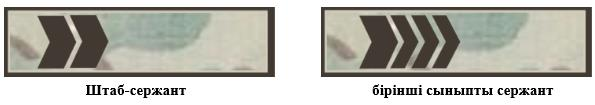 Штаб-сержант
бірінші сыныпты сержант